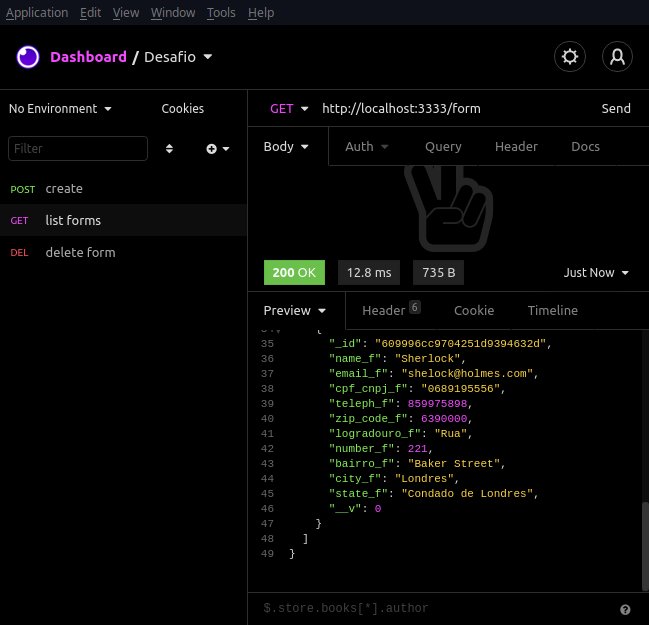 Application Edit View Window Tools Help
Dashboard / Desafio
No Environment Cookies
GET http://localhost:3333/form Send
Filter
Body Auth Query Header Docs
POST create
GET list forms
DEL delete form
200 OK 12.8 ms 735 B Just Now
Preview Header 6 Cookie Timeline
34 {
35 "_id": "609996cc9704251d9394632d",
36 "name_f": "Sherlock",
37 "email_f": "shelock@holmes.com",
38 "cpf_cnpj_f": "0689195556",
39 "teleph_f": 859975898,
40 "zip_code_f": 6390000,
41 "logradouro_f": "Rua",
42 "number_f": 221,
43 "bairro_f": "Baker Street",
44 "city_f": "Londres",
45 "state_f": "Condado de Londres",
46 "__v": 0
47 }
48 ]
49 }
$.store.books[*].author